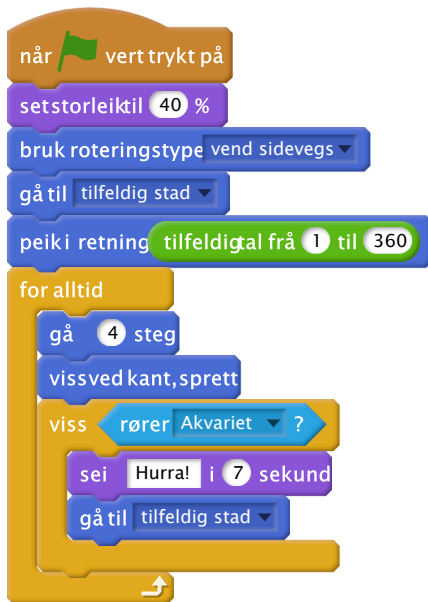 når vert trykt på
set storleik til 40 %
bruk roteringstype vend sidevegs
gå til tilfeldig stad
peik i retning tilfeldig tal frå 1 til 360
for alltid
gå 4 steg
viss ved kant, sprett
viss rører Akvariet ?
sei Hurra! i 7 sekund
gå til tilfeldig stad